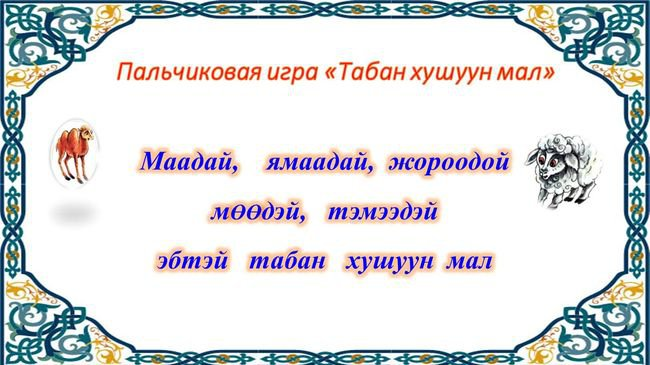 Пальчиковая игра «Табан хушуун мал»
Маадай, ямаадай, жороодой
мөөдэй, тэмээдэй
эбтэй табан хушуун мал